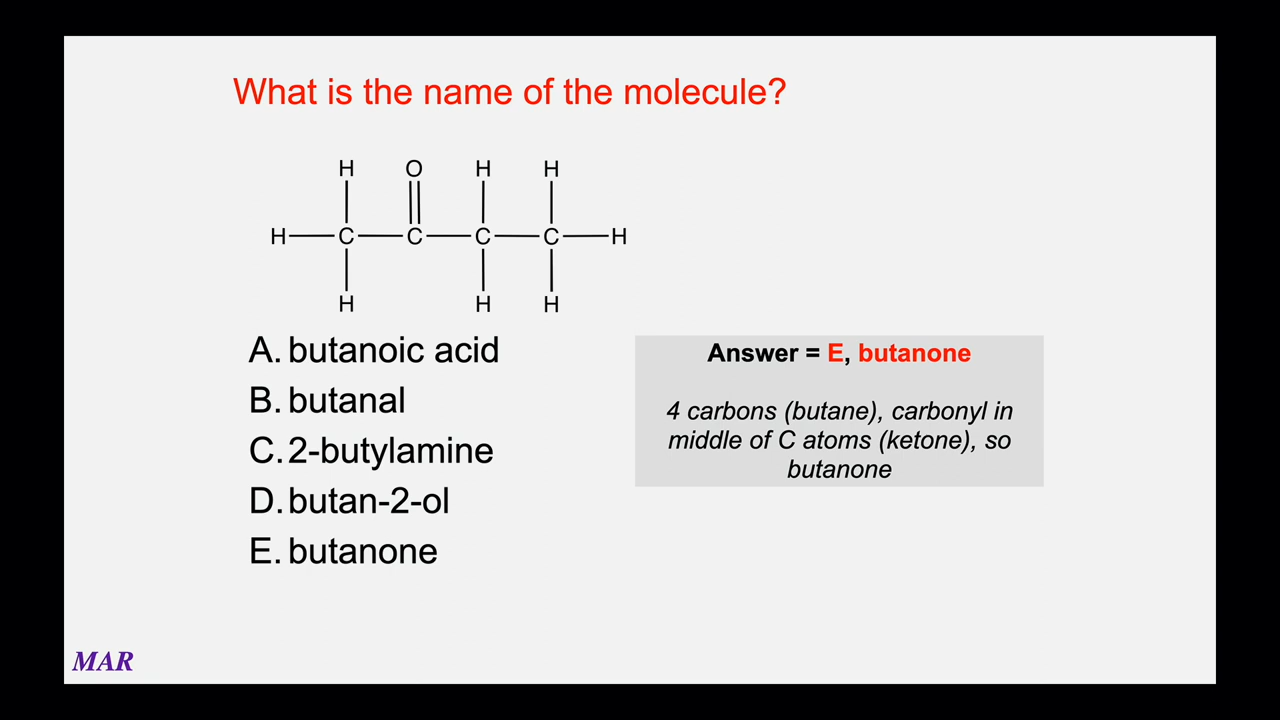 What is the name of the molecule?
H O H H
H C C C C H
H H H
A. butanoic acid
B. butanal
C. 2-butylamine
D. butan-2-ol
E. butanone
Answer = E, butanone
4 carbons (butane), carbonyl in
middle of C atoms (ketone), so
butanone
MAR